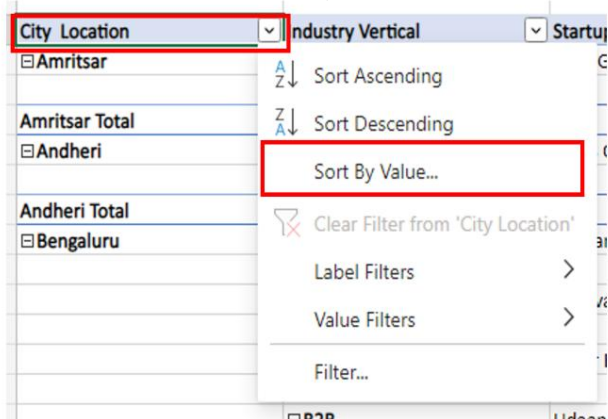 City Location
Industry Vertical
Startup
Amritsar
Sort Ascending
Amritsar Total
Sort Descending
Andheri
Sort By Value...
Andheri Total
Clear Filter from 'City Location'
Bengaluru
Label Filters
Value Filters
Filter...
B2B